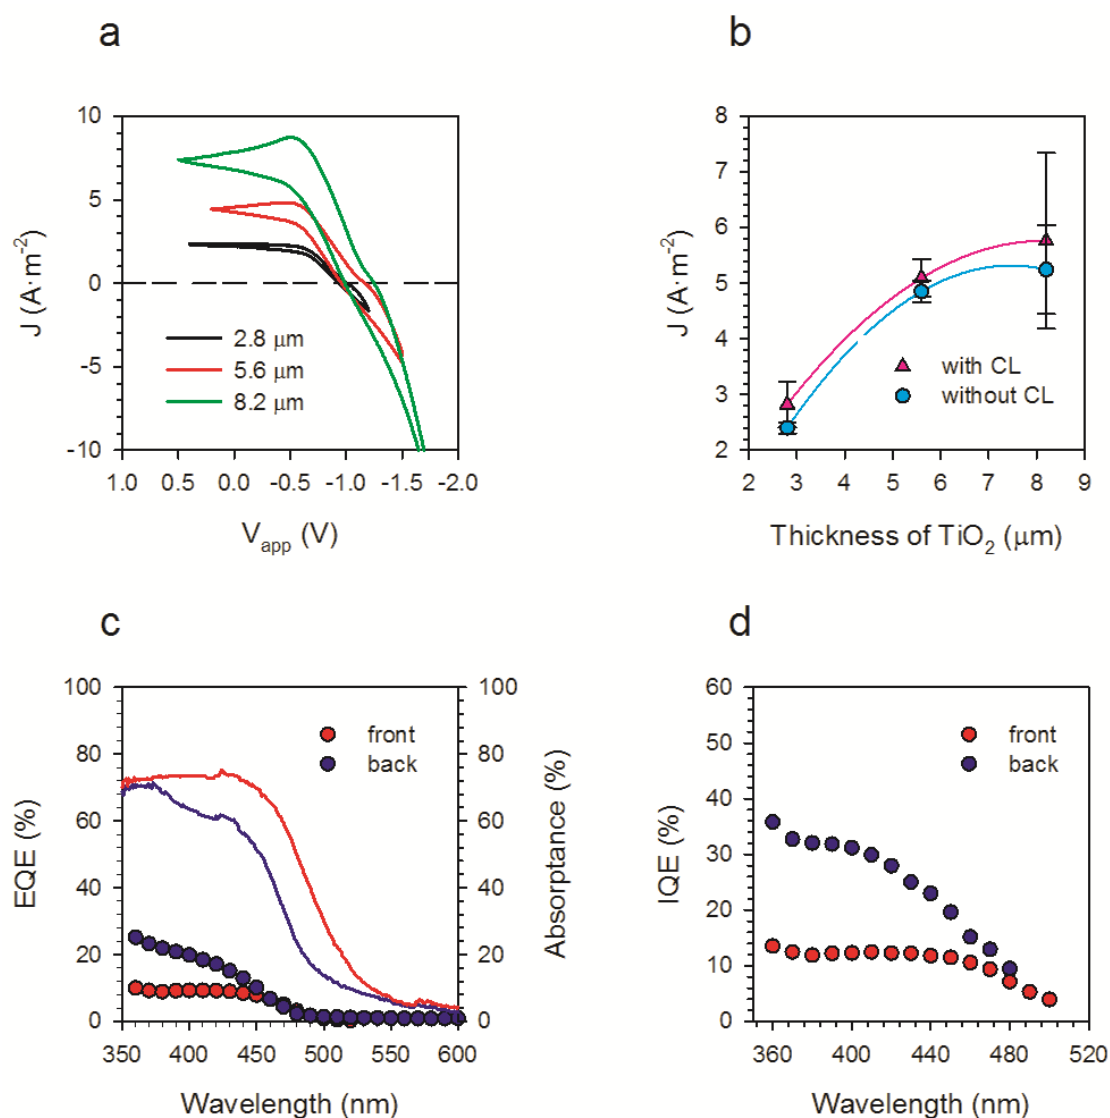 a
10
5
0
-5
-10
J (A·m⁻²)
2.8 μm
5.6 μm
8.2 μm
1.0 0.5 0.0 -0.5 -1.0 -1.5 -2.0
V_app (V)
b
8
7
6
5
4
3
2
J (A·m⁻²)
with CL
without CL
2 3 4 5 6 7 8 9
Thickness of TiO₂ (μm)
c
100
80
60
40
20
0
EQE (%)
front
back
100
80
60
40
20
0
Absorptance (%)
350 400 450 500 550 600
Wavelength (nm)
d
60
50
40
30
20
10
0
IQE (%)
front
back
360 400 440 480 520
Wavelength (nm)